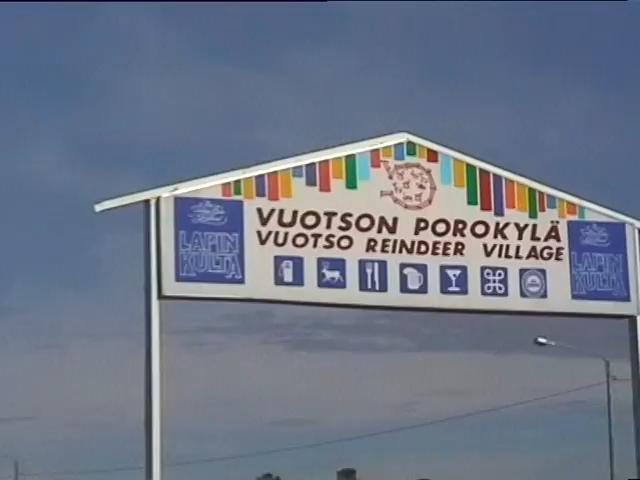 VUOTSON POROKYLÄ
VUOTSO REINDEER VILLAGE
LAPIN
KULTA
LAPIN
KULTA